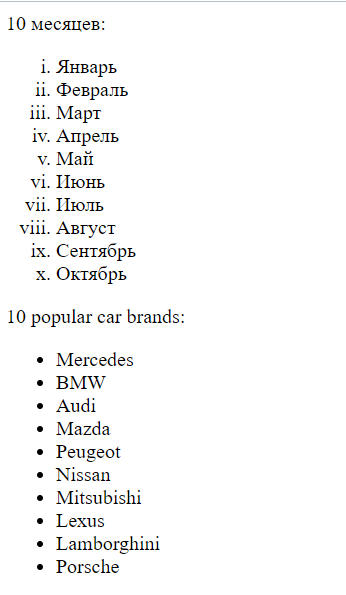 10 месяцев:
i. Январь
ii. Февраль
iii. Март
iv. Апрель
v. Май
vi. Июнь
vii. Июль
viii. Август
ix. Сентябрь
x. Октябрь
10 popular car brands:
• Mercedes
• BMW
• Audi
• Mazda
• Peugeot
• Nissan
• Mitsubishi
• Lexus
• Lamborghini
• Porsche